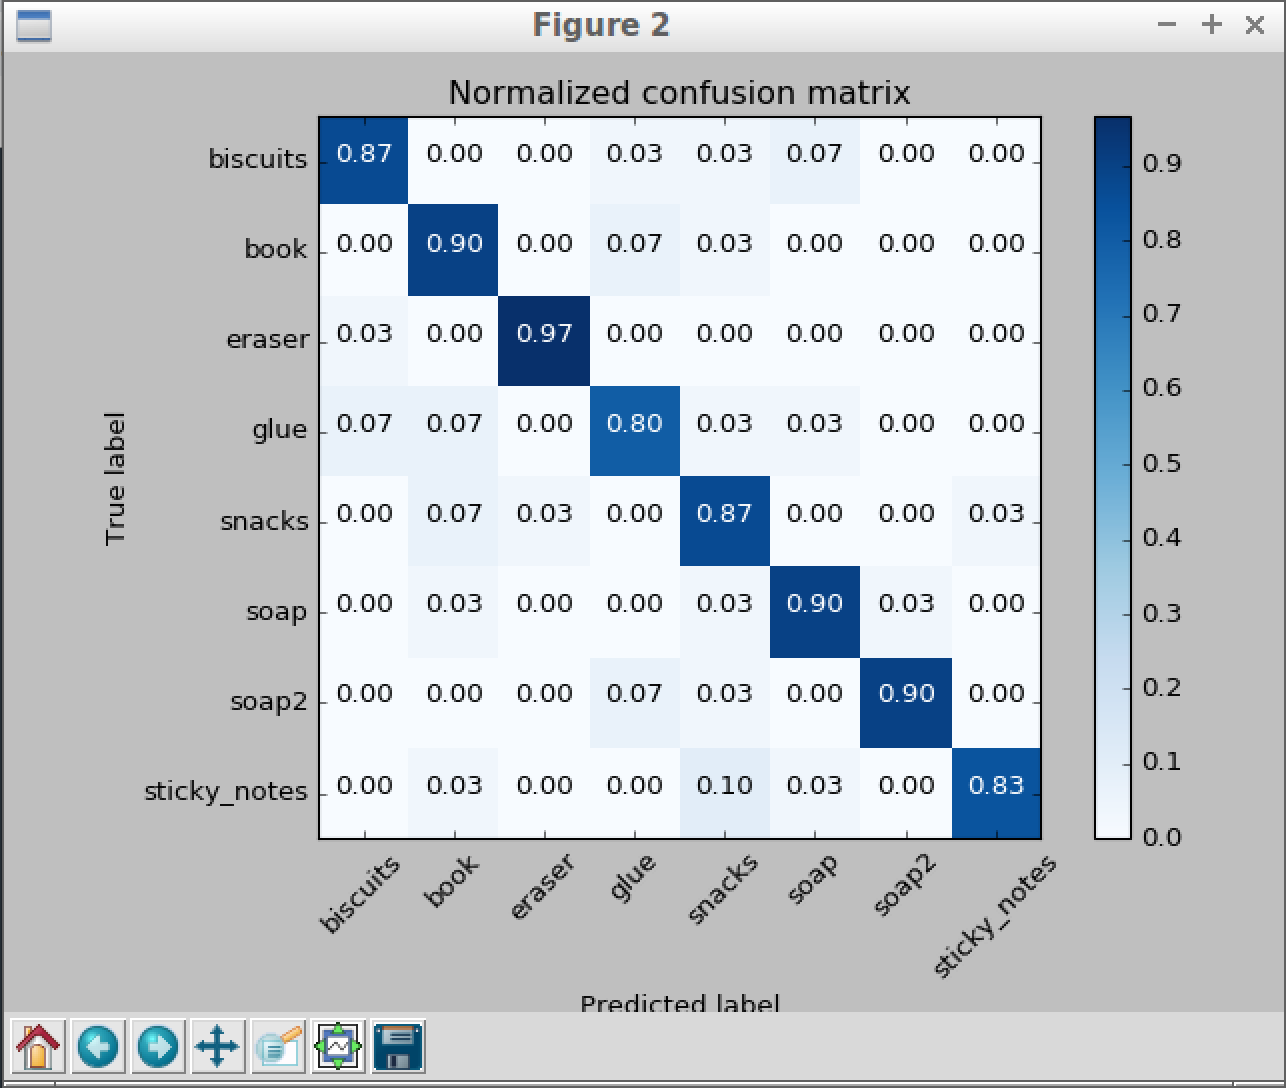 Figure 2
Normalized confusion matrix
biscuits 0.87 0.00 0.00 0.03 0.03 0.07 0.00 0.00
book 0.00 0.90 0.00 0.07 0.03 0.00 0.00 0.00
eraser 0.03 0.00 0.97 0.00 0.00 0.00 0.00 0.00
glue 0.07 0.07 0.00 0.80 0.03 0.03 0.00 0.00
snacks 0.00 0.07 0.03 0.00 0.87 0.00 0.00 0.03
soap 0.00 0.03 0.00 0.00 0.03 0.90 0.03 0.00
soap2 0.00 0.00 0.00 0.07 0.03 0.00 0.90 0.00
sticky_notes 0.00 0.03 0.00 0.00 0.10 0.03 0.00 0.83
True label
biscuits book eraser glue snacks soap soap2 sticky_notes
Predicted label
0.9
0.8
0.7
0.6
0.5
0.4
0.3
0.2
0.1
0.0